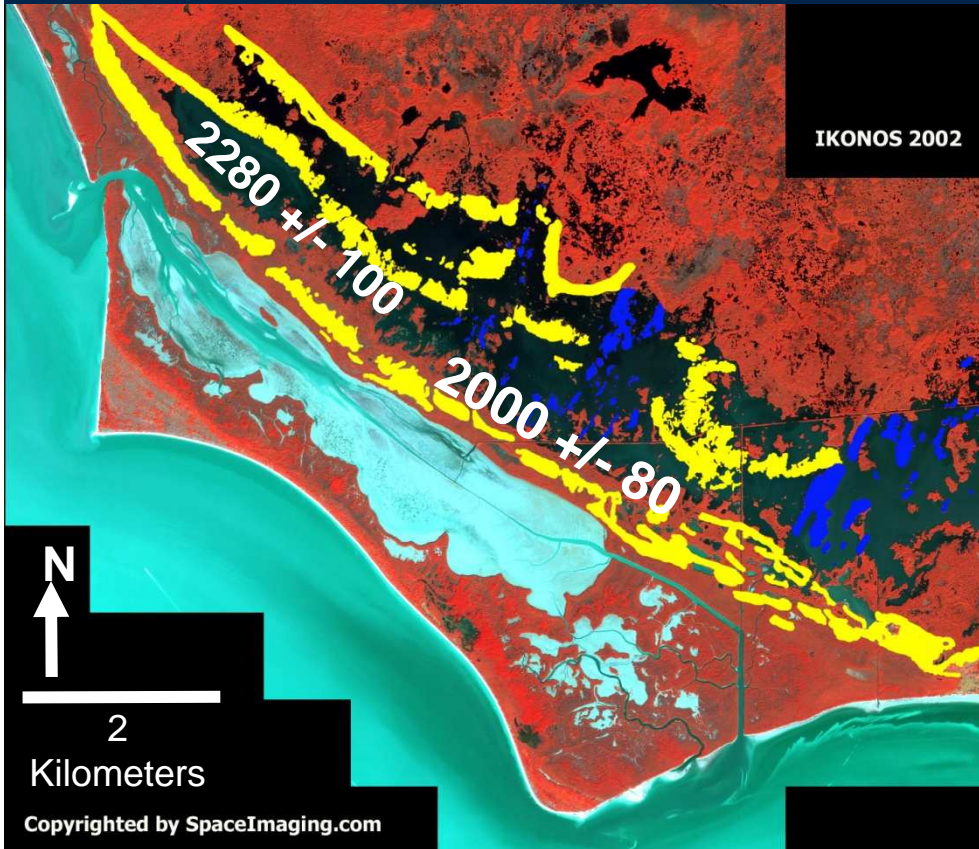 IKONOS 2002
2280 +/- 100
2000 +/- 80
N
2
Kilometers
Copyrighted by SpaceImaging.com